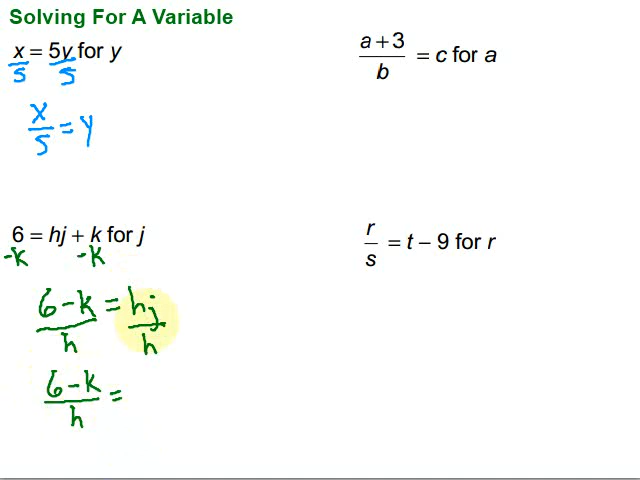 Solving For A Variable
x = 5y for y
5 5
x/5 = y
6 = hj + k for j
-k -k
6-k/h = hj/h
6-k/h =
a + 3/b = c for a
r/s = t – 9 for r